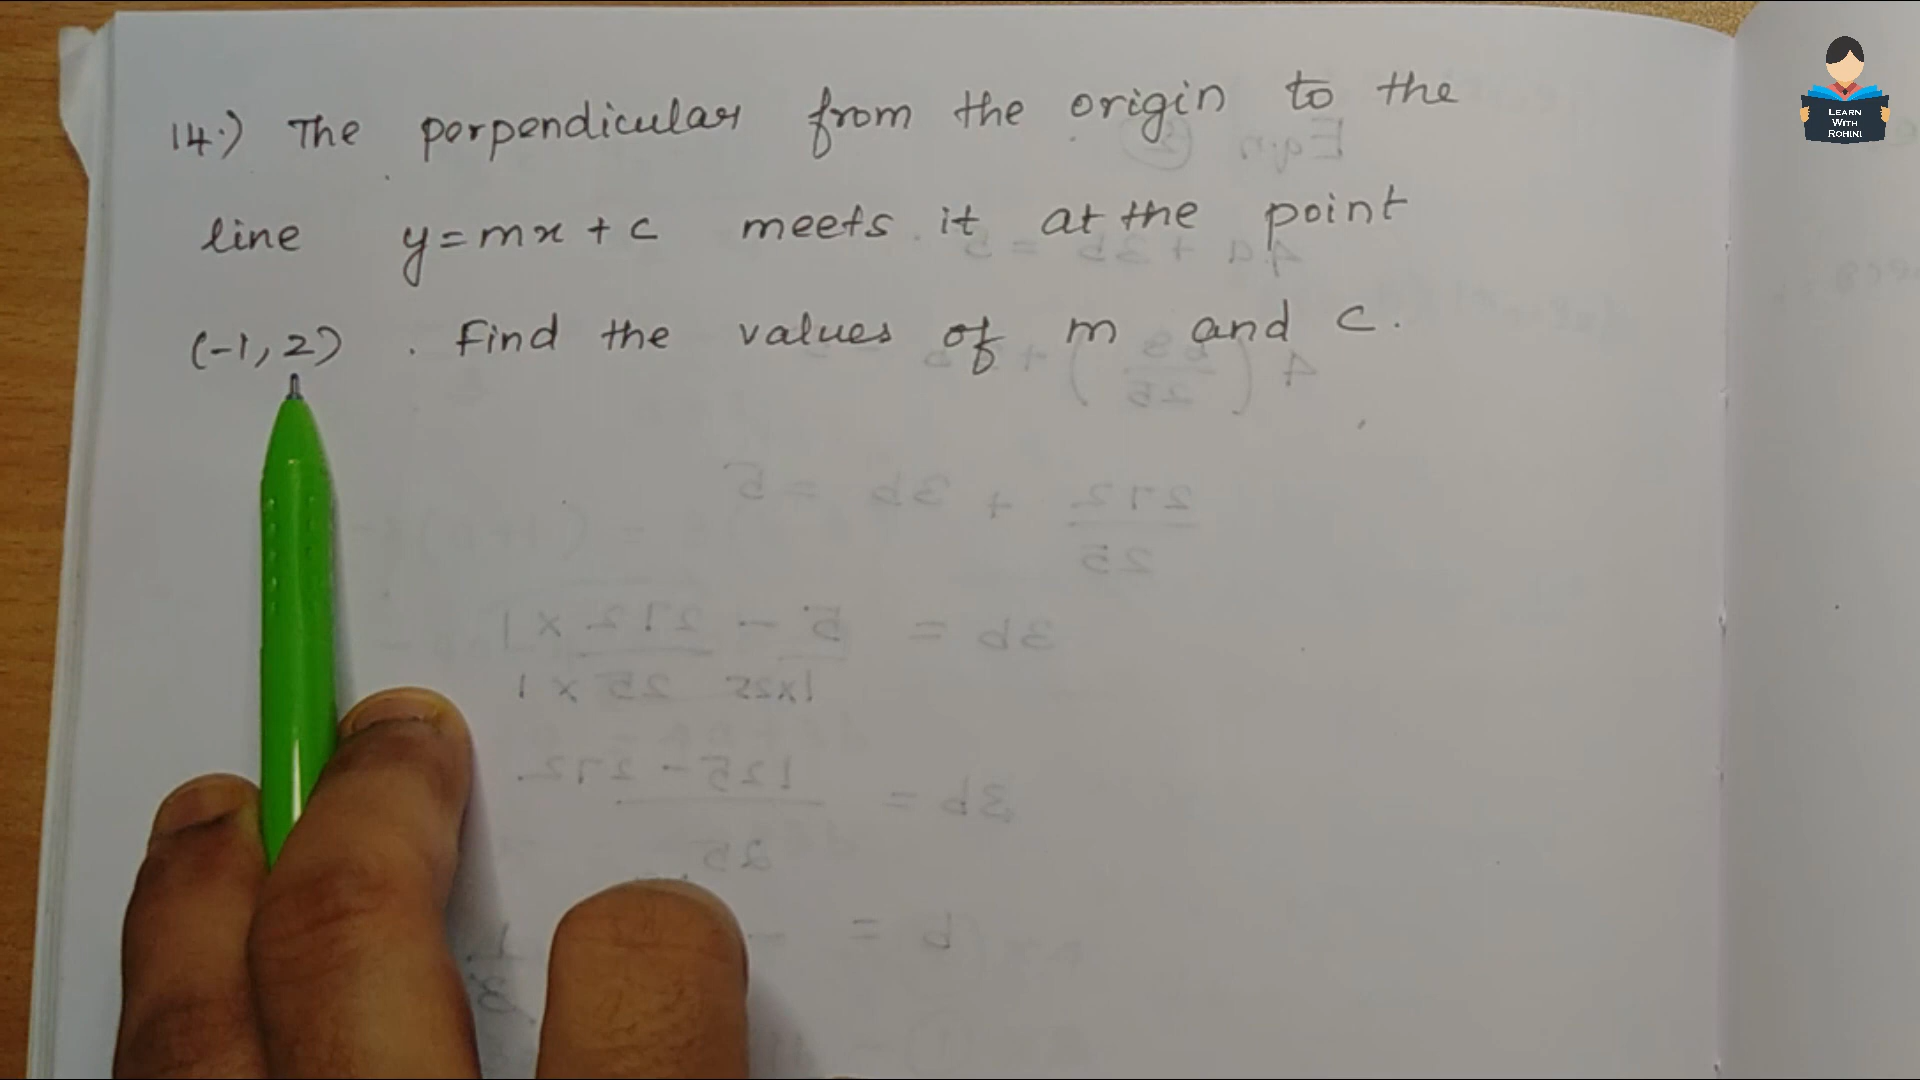 14.) The perpendicular from the origin to the
line y=mx+c meets it at the point
(-1,2) . Find the values of m and c.
LEARN
WITH
ROHINI